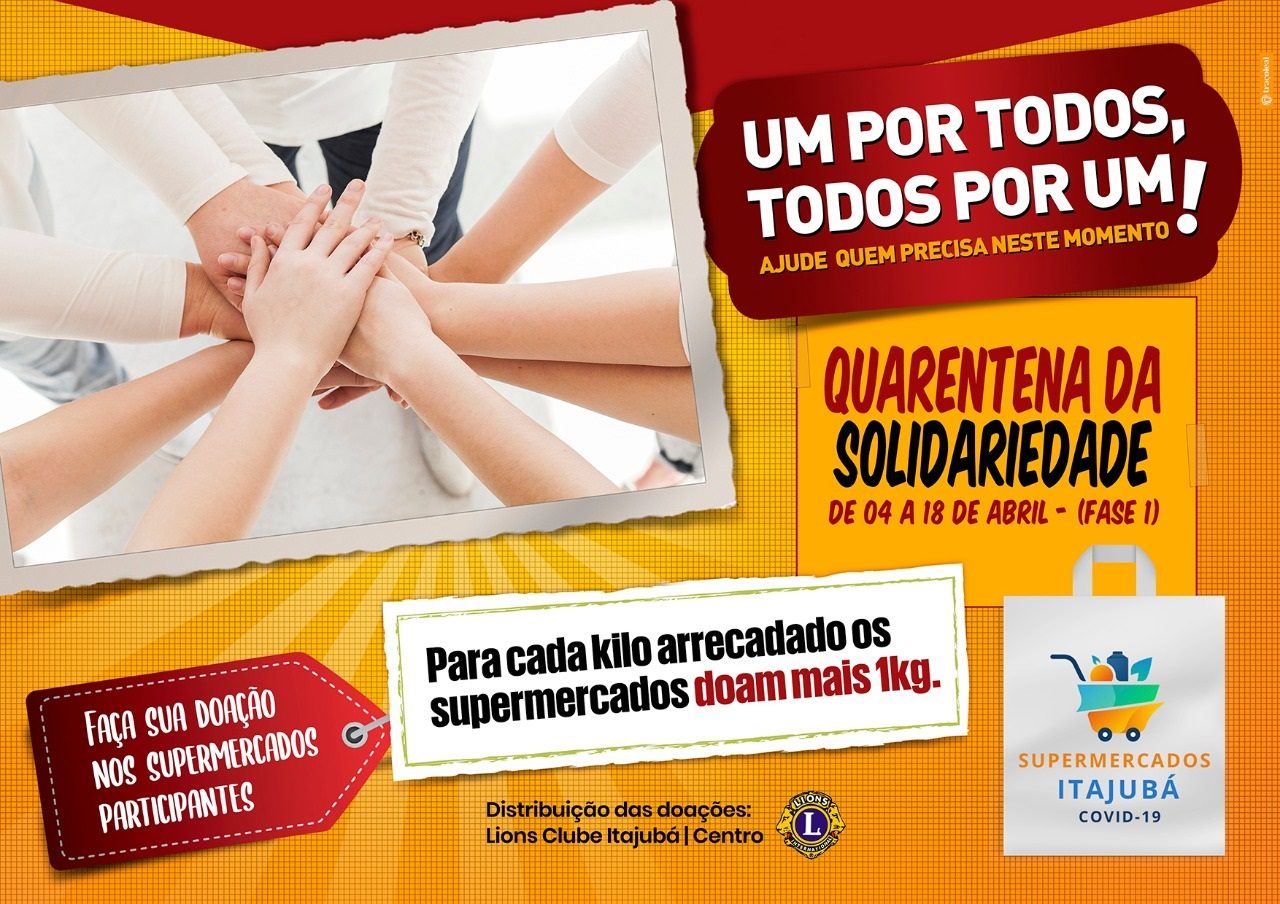 UM POR TODOS,
TODOS POR UM!
AJUDE QUEM PRECISA NESTE MOMENTO
QUARENTENA DA
SOLIDARIEDADE
DE 04 A 18 DE ABRIL - (FASE 1)
Para cada kilo arrecadado os
supermercados doam mais 1kg.
FAÇA SUA DOAÇÃO
NOS SUPERMERCADOS
PARTICIPANTES
Distribuição das doações:
Lions Clube Itajubá | Centro
LIONS
L
INTERNATIONAL
SUPERMERCADOS
ITAJUBÁ
COVID-19